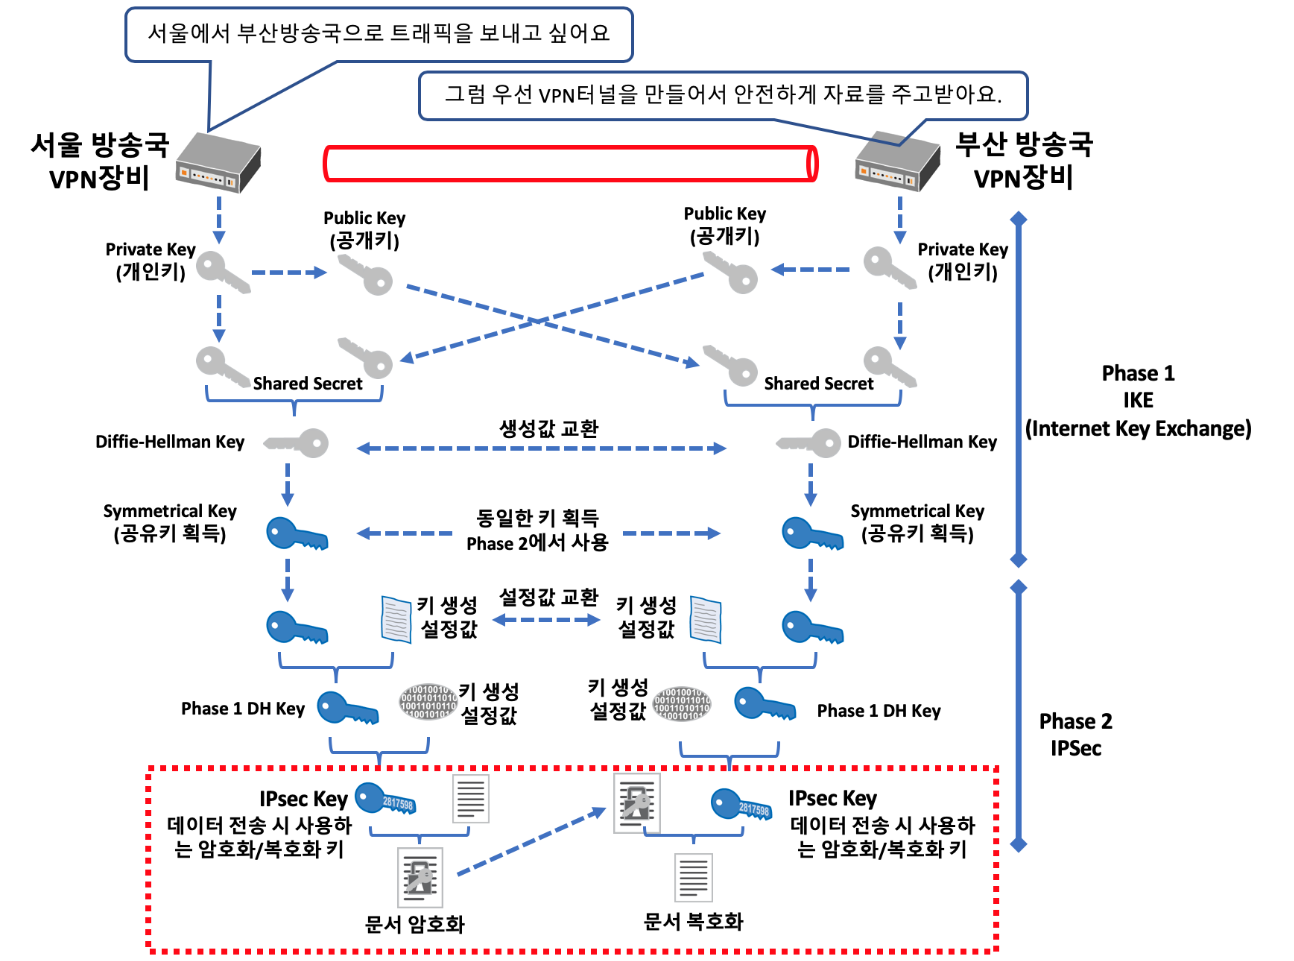 서울에서 부산방송국으로 트래픽을 보내고 싶어요
그럼 우선 VPN터널을 만들어서 안전하게 자료를 주고받아요.
서울 방송국
VPN장비
부산 방송국
VPN장비
Public Key
(공개키)
Public Key
(공개키)
Private Key
(개인키)
Private Key
(개인키)
Shared Secret
Shared Secret
Phase 1
IKE
(Internet Key Exchange)
Diffie-Hellman Key
생성값 교환
Diffie-Hellman Key
Symmetrical Key
(공유키 획득)
동일한 키 획득
Phase 2에서 사용
Symmetrical Key
(공유키 획득)
키 생성
설정값
설정값 교환
키 생성
설정값
Phase 1 DH Key
키 생성
설정값
키 생성
설정값
Phase 1 DH Key
Phase 2
IPSec
IPsec Key
2817598
데이터 전송 시 사용하
는 암호화/복호화 키
2817598
IPsec Key
데이터 전송 시 사용하
는 암호화/복호화 키
문서 암호화
문서 복호화